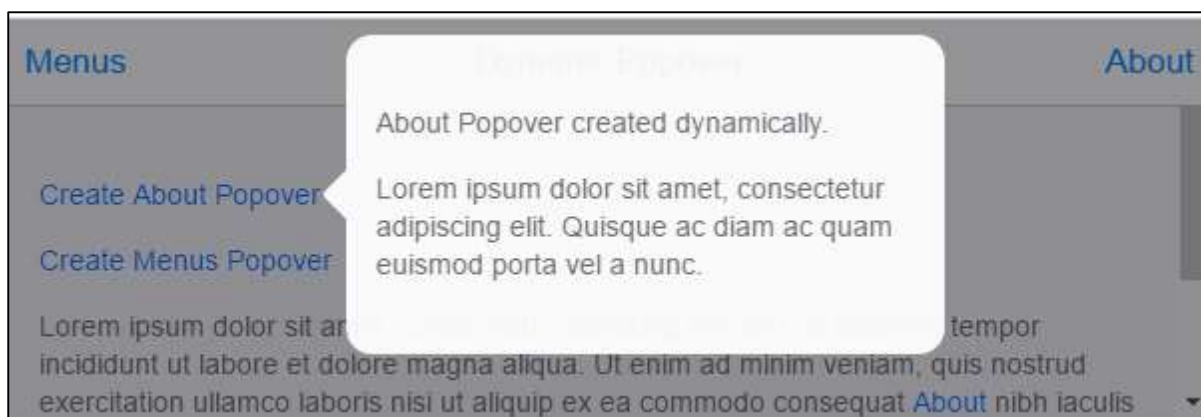 Menus
About
About Popover created dynamically.
Create About Popover
Lorem ipsum dolor sit amet, consectetur
adipiscing elit. Quisque ac diam ac quam
euismod porta vel a nunc.
Create Menus Popover
Lorem ipsum dolor sit tempor
incididunt ut labore et dolore magna aliqua. Ut enim ad minim veniam, quis nostrud
exercitation ullamco laboris nisi ut aliquip ex ea commodo consequat About nibh iaculis